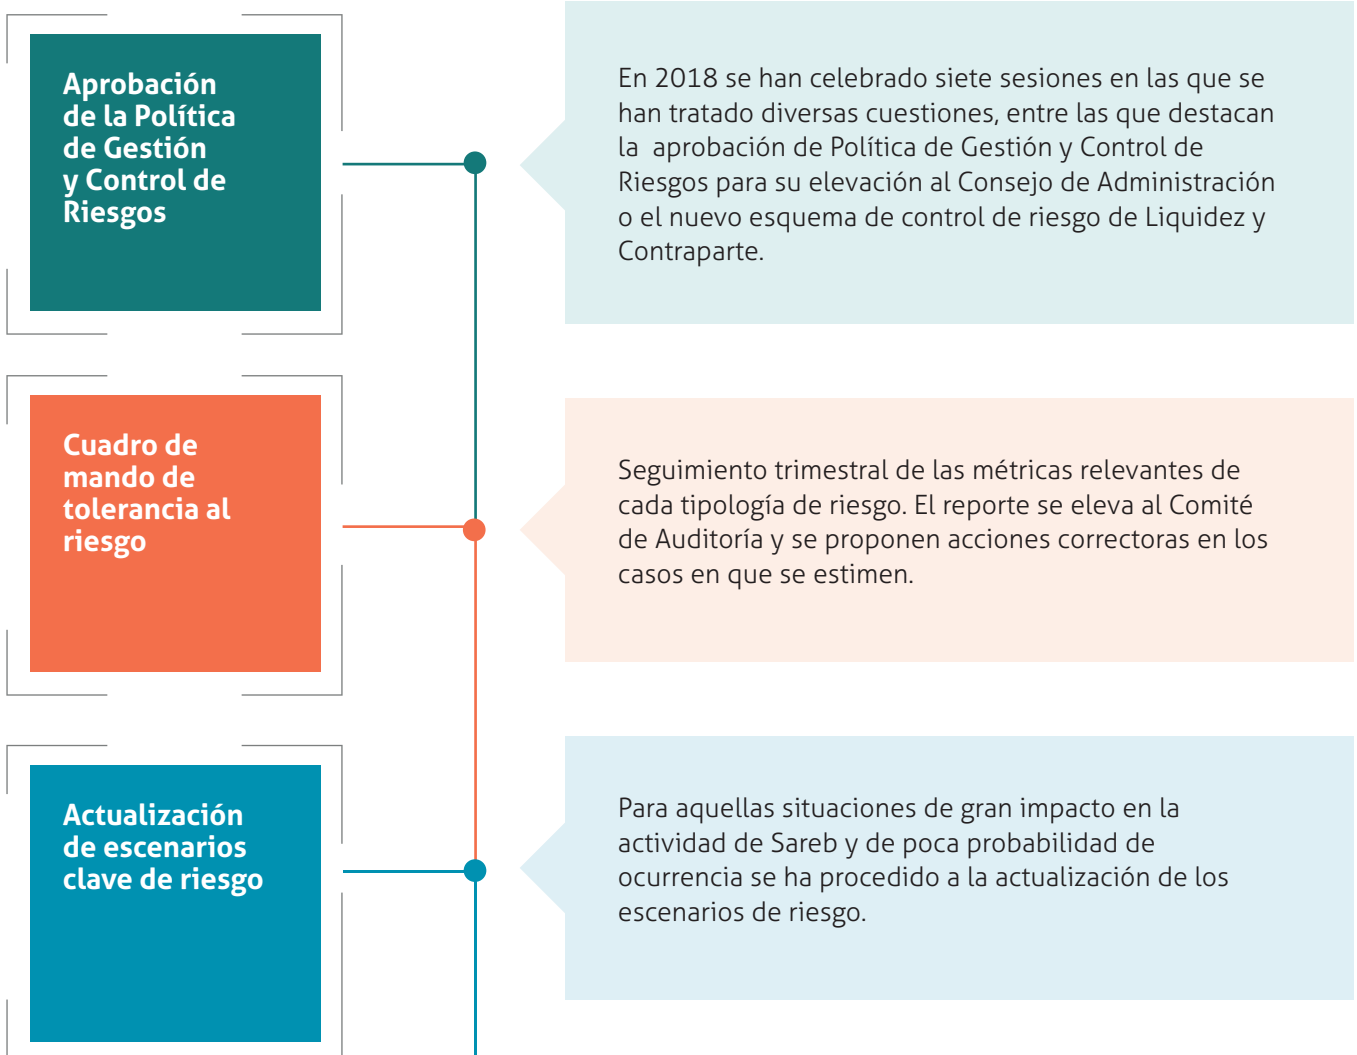 Aprobación
de la Política
de Gestión
y Control de
Riesgos
En 2018 se han celebrado siete sesiones en las que se
han tratado diversas cuestiones, entre las que destacan
la  aprobación de Política de Gestión y Control de
Riesgos para su elevación al Consejo de Administración
o el nuevo esquema de control de riesgo de Liquidez y
Contraparte.
Cuadro de
mando de
tolerancia al
riesgo
Seguimiento trimestral de las métricas relevantes de
cada tipología de riesgo. El reporte se eleva al Comité
de Auditoría y se proponen acciones correctoras en los
casos en que se estimen.
Actualización
de escenarios
clave de riesgo
Para aquellas situaciones de gran impacto en la
actividad de Sareb y de poca probabilidad de
ocurrencia se ha procedido a la actualización de los
escenarios de riesgo.